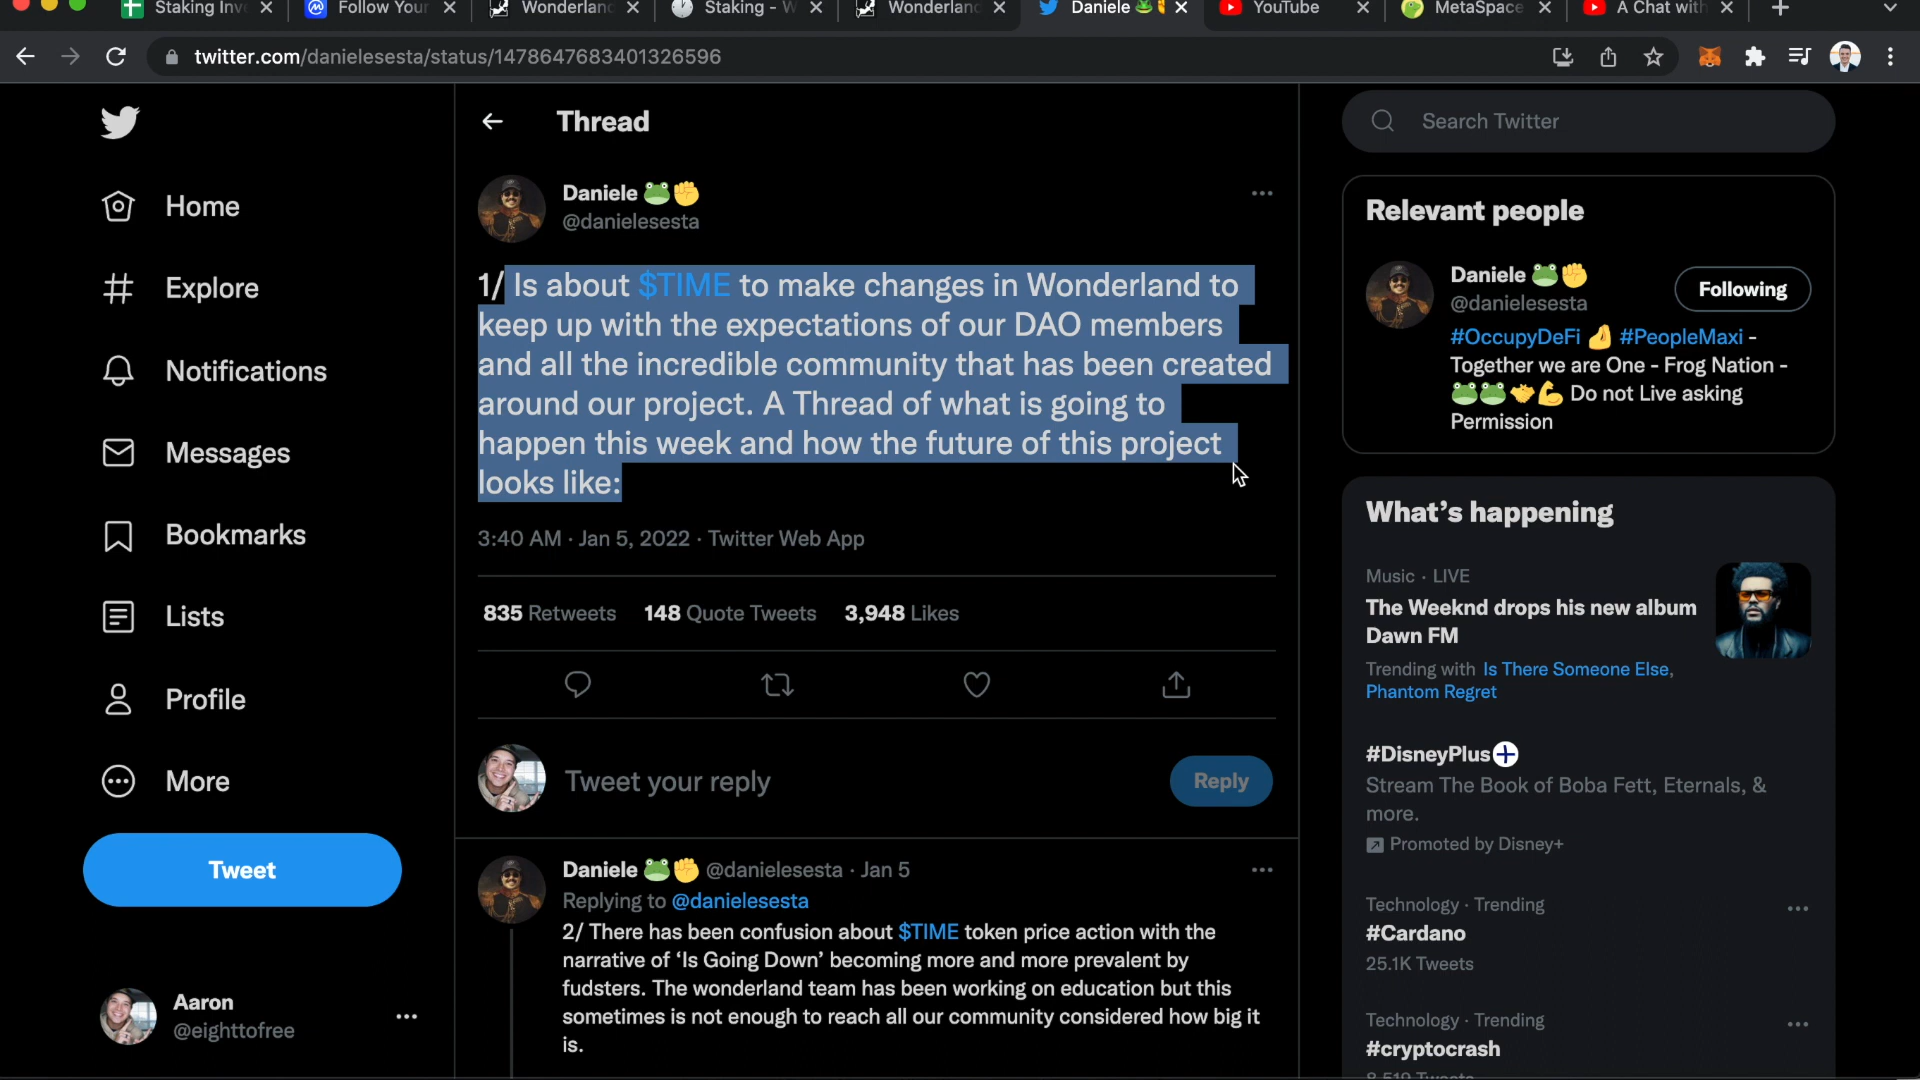 Staking Inv
Follow Your
Wonderlan
Staking - W
Wonderlan
Daniele 🐸
YouTube
MetaSpace
A Chat with
twitter.com/danielesesta/status/1478647683401326596
Home
Explore
Notifications
Messages
Bookmarks
Lists
Profile
More
Tweet
Aaron
@eighttofree
Thread
Daniele 🐸✊
@danielesesta
1/ Is about $TIME to make changes in Wonderland to
keep up with the expectations of our DAO members
and all the incredible community that has been created
around our project. A Thread of what is going to
happen this week and how the future of this project
looks like:
3:40 AM · Jan 5, 2022 · Twitter Web App
835 Retweets 148 Quote Tweets 3,948 Likes
Tweet your reply
Reply
Daniele 🐸✊ @danielesesta · Jan 5
Replying to @danielesesta
2/ There has been confusion about $TIME token price action with the
narrative of ‘Is Going Down’ becoming more and more prevalent by
fudsters. The wonderland team has been working on education but this
sometimes is not enough to reach all our community considered how big it
is.
Search Twitter
Relevant people
Daniele 🐸✊
@danielesesta
Following
#OccupyDeFi 🤌 #PeopleMaxi -
Together we are One - Frog Nation -
🐸🐸🤝💪 Do not Live asking
Permission
What’s happening
Music · LIVE
The Weeknd drops his new album
Dawn FM
Trending with Is There Someone Else,
Phantom Regret
#DisneyPlus
Stream The Book of Boba Fett, Eternals, &
more.
Promoted by Disney+
Technology · Trending
#Cardano
25.1K Tweets
Technology · Trending
#cryptocrash
8,519 Tweets